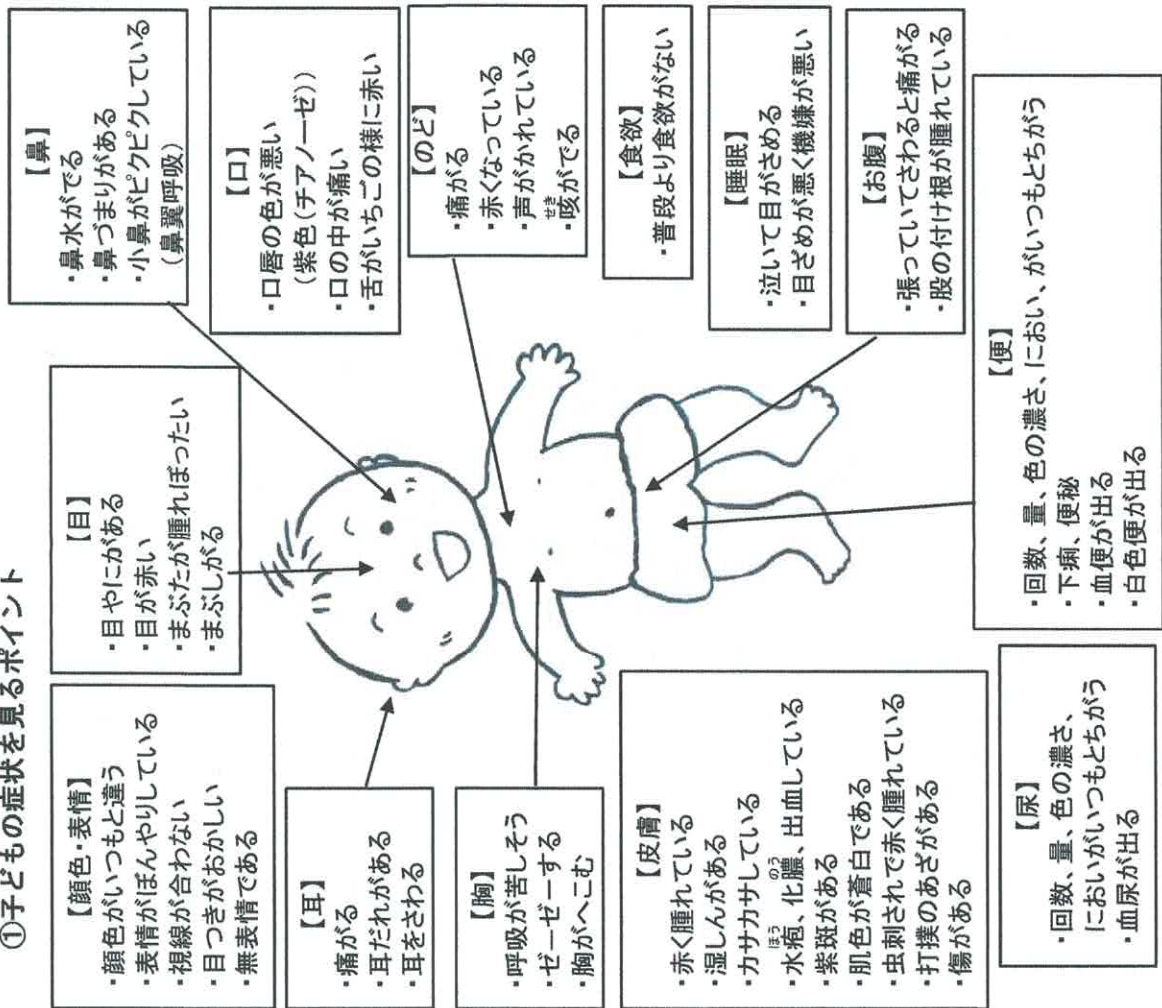 ①子どもの症状を見るポイント
【顔色・表情】
・顔色がいつもと違う
・表情がぼんやりしている
・視線が合わない
・目つきがおかしい
・無表情である
【目】
・目やにがある
・目が赤い
・まぶたが腫れぼったい
・まぶしがる
【鼻】
・鼻水がでる
・鼻づまりがある
・小鼻がピクピクしている
（鼻翼呼吸）
【耳】
・痛がる
・耳だれがある
・耳をさわる
【口】
・口唇の色が悪い
（紫色（チアノーゼ））
・口の中が痛い
・舌がいちごの様に赤い
【胸】
・呼吸が苦しそう
・ゼーゼーする
・胸がへこむ
【のど】
・痛がる
・赤くなっている
・声がかれている
せき
・咳がでる
【皮膚】
・赤く腫れている
・湿しんがある
・カサカサしている
ほう のう
・水疱、化膿、出血している
・紫斑がある
・肌色が蒼白である
・虫刺されで赤く腫れている
・打撲のあざがある
・傷がある
【食欲】
・普段より食欲がない
【睡眠】
・泣いて目がさめる
・目ざめが悪く機嫌が悪い
【お腹】
・張っていてさわると痛がる
・股の付け根が腫れている
【尿】
・回数、量、色の濃さ、
においがいつもとちがう
・血尿が出る
【便】
・回数、量、色の濃さ、におい、がいつもとちがう
・下痢、便秘
・血便が出る
・白色便が出る